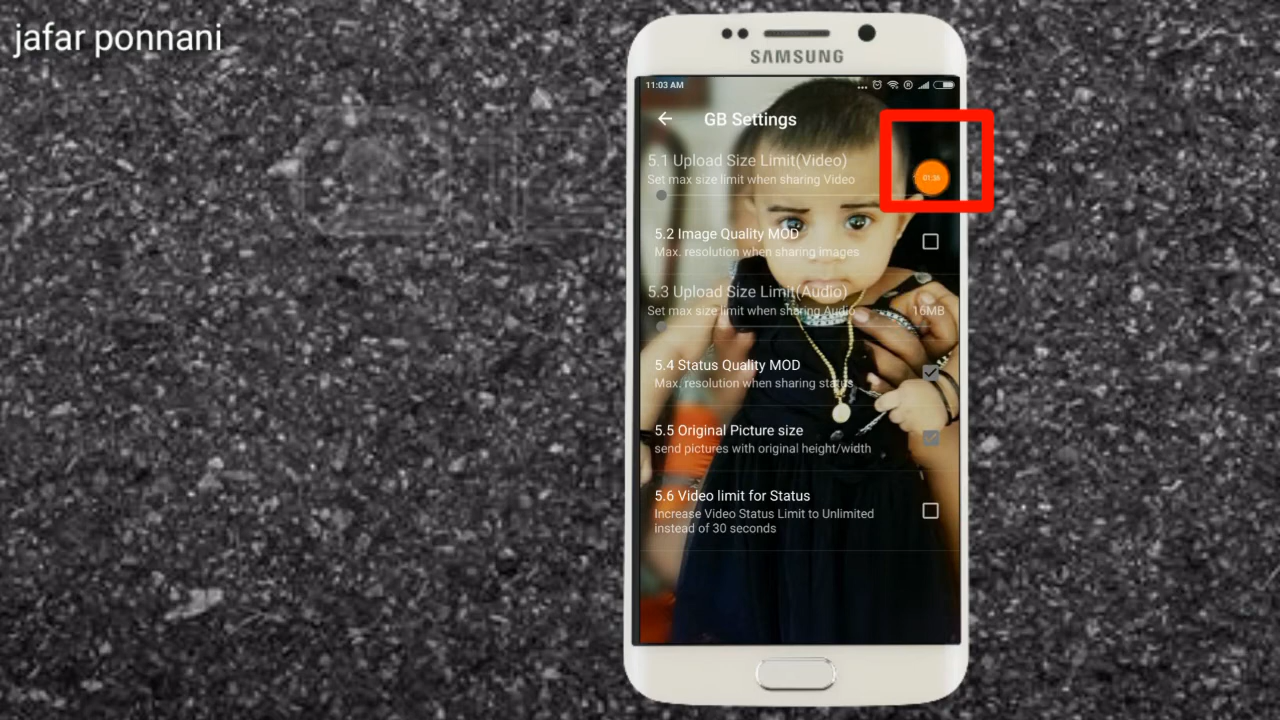 jafar ponnani
SAMSUNG
11:03 AM
GB Settings
5.1 Upload Size Limit(Video)
Set max size limit when sharing Video
01:38
5.2 Image Quality MOD
Max. resolution when sharing images
5.3 Upload Size Limit(Audio)
Set max size limit when sharing Audio
16MB
5.4 Status Quality MOD
Max. resolution when sharing status
5.5 Original Picture size
send pictures with original height/width
5.6 Video limit for Status
Increase Video Status Limit to Unlimited
instead of 30 seconds